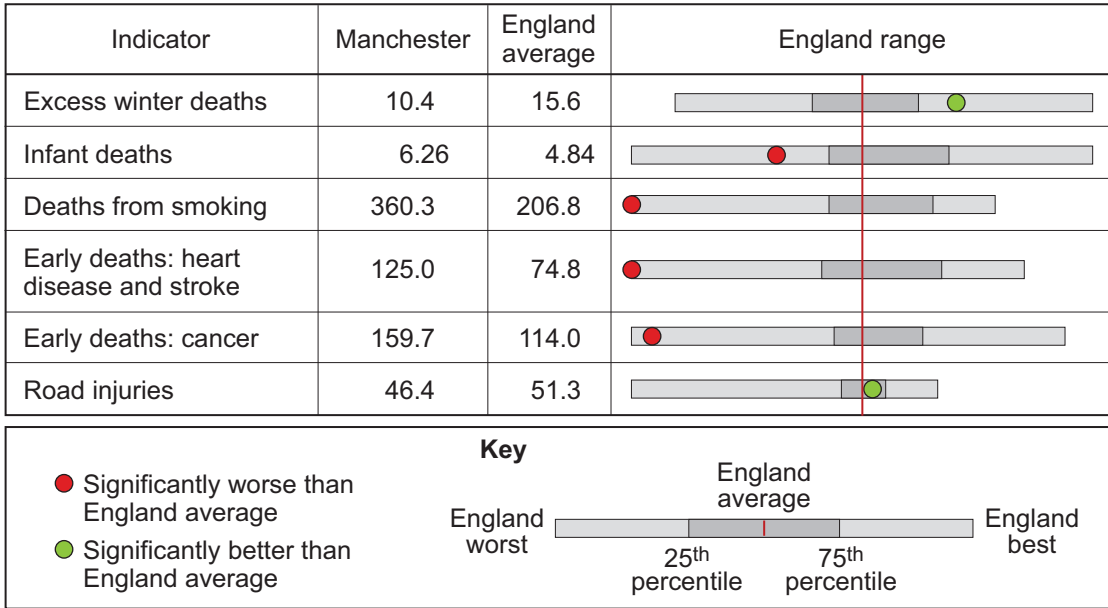 Indicator Manchester England average England range
Excess winter deaths 10.4 15.6
Infant deaths 6.26 4.84
Deaths from smoking 360.3 206.8
Early deaths: heart
disease and stroke 125.0 74.8
Early deaths: cancer 159.7 114.0
Road injuries 46.4 51.3
Key
Significantly worse than
England average
Significantly better than
England average
England
worst
England
average
England
best
25th
percentile
75th
percentile